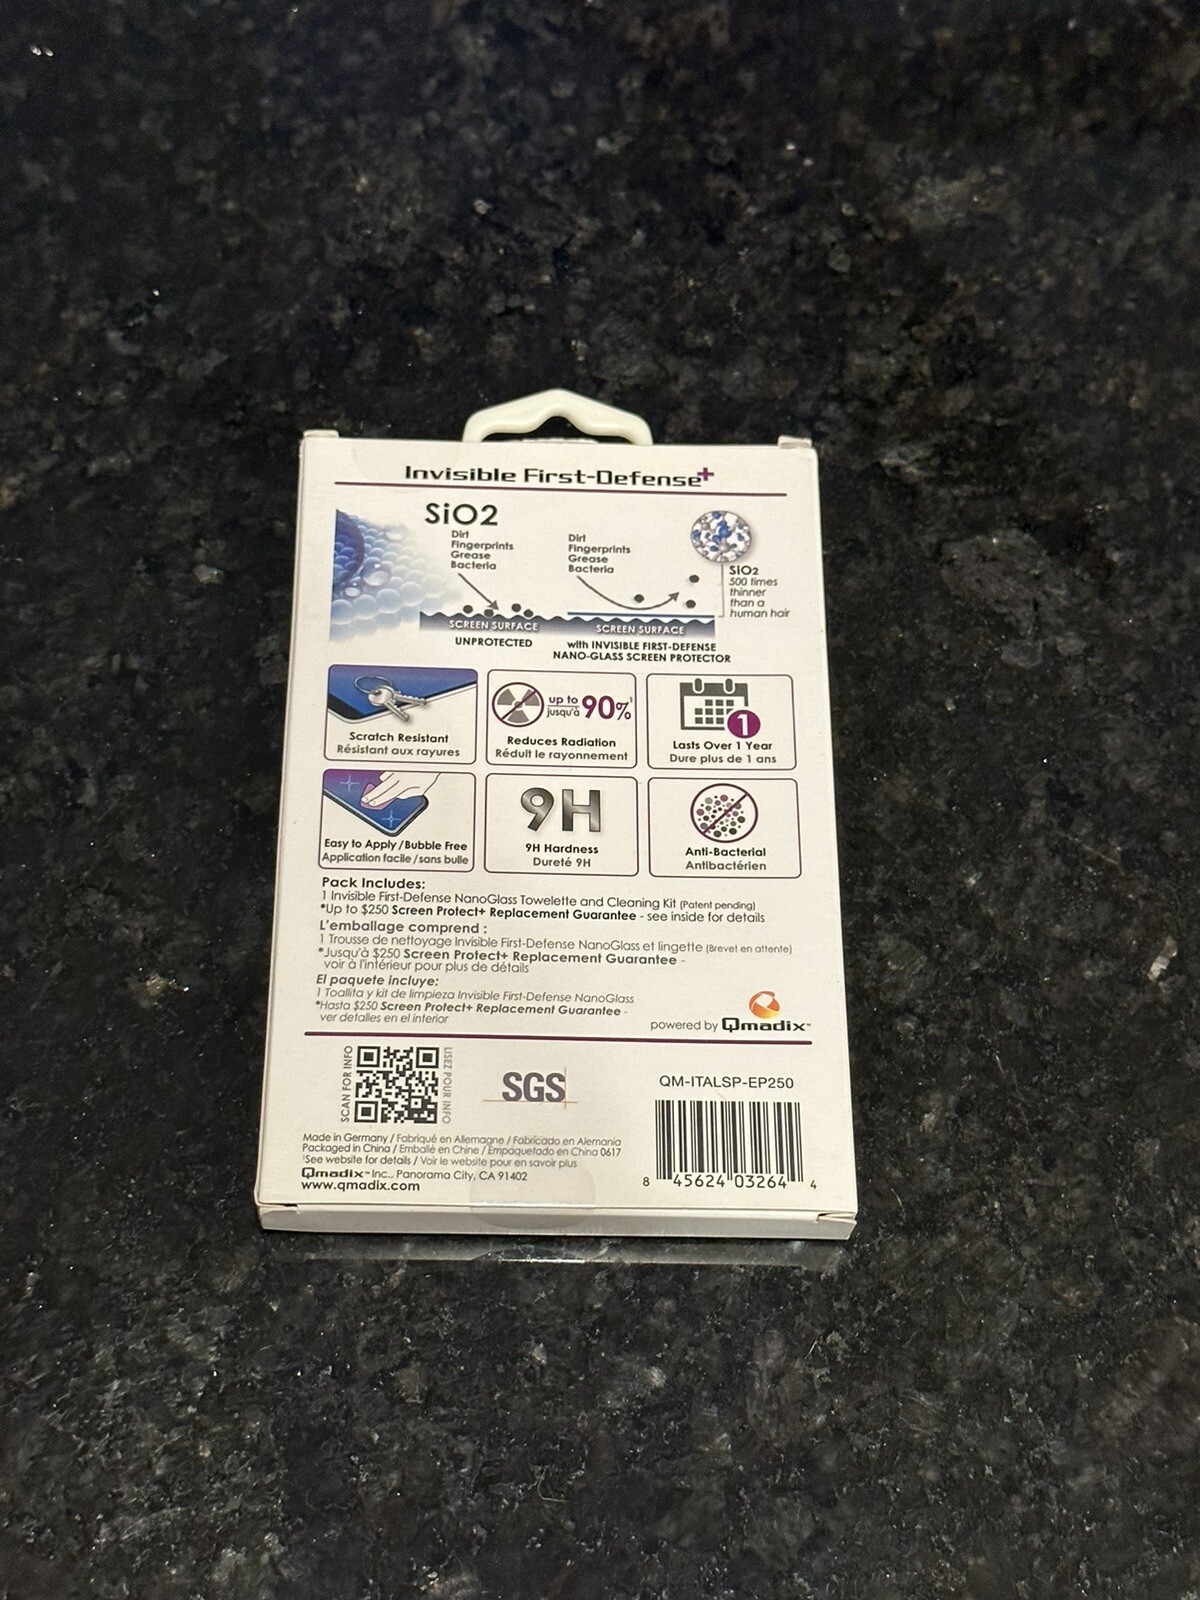 Invisible First-Defense+
SiO2
Dirt
Fingerprints
Grease
Bacteria
SCREEN SURFACE
UNPROTECTED
Dirt
Fingerprints
Grease
Bacteria
SCREEN SURFACE
with INVISIBLE FIRST-DEFENSE
NANO-GLASS SCREEN PROTECTOR
SiO2
500 times
thinner
than a
human hair
Scratch Resistant
Résistant aux rayures
up to
jusqu'à
90%¹
Reduces Radiation
Réduit le rayonnement
1
Lasts Over 1 Year
Dure plus de 1 ans
Easy to Apply / Bubble Free
Application facile / sans bulle
9H
9H Hardness
Dureté 9H
Anti-Bacterial
Antibactérien
Pack Includes:
1 Invisible First-Defense NanoGlass Towelette and Cleaning Kit (Patent pending)
*Up to $250 Screen Protect+ Replacement Guarantee - see inside for details
L'emballage comprend :
1 Trousse de nettoyage Invisible First-Defense NanoGlass et lingette (Brevet en attente)
*Jusqu'à $250 Screen Protect+ Replacement Guarantee -
voir à l'intérieur pour plus de détails
El paquete incluye:
1 Toallita y kit de limpieza Invisible First-Defense NanoGlass
*Hasta $250 Screen Protect+ Replacement Guarantee -
ver detalles en el interior
powered by Qmadix™
SCAN FOR INFO
LISEZ POUR INFO
SGS
QM-ITALSP-EP250
8 45624 03264 4
Made in Germany / Fabriqué en Allemagne / Fabricado en Alemania
Packaged in China / Emballé en Chine / Empaquetado en China 0617
¹See website for details / Voir le website pour en savoir plus
Qmadix™ Inc., Panorama City, CA 91402
www.qmadix.com